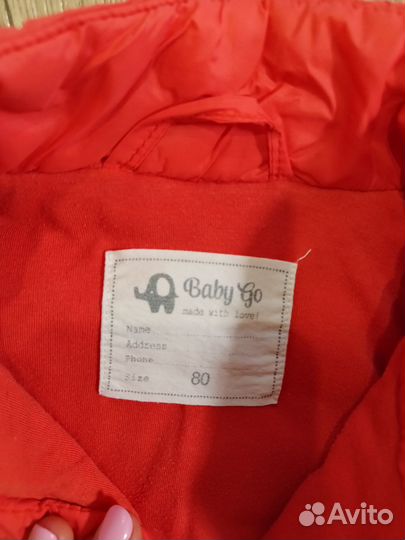 Baby Go
made with love!
Name
Address
Phone
Size 80
Avito